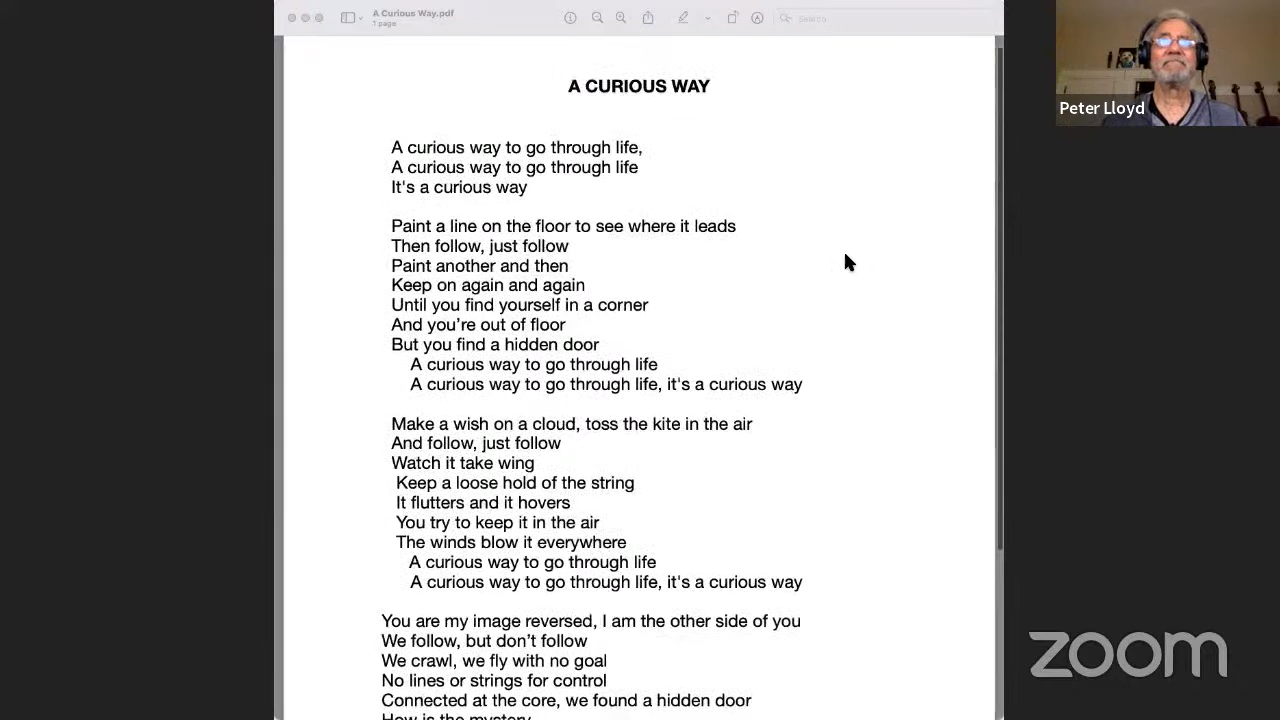 A Curious Way.pdf
1 page
Search
A CURIOUS WAY
A curious way to go through life,
A curious way to go through life
It's a curious way
Paint a line on the floor to see where it leads
Then follow, just follow
Paint another and then
Keep on again and again
Until you find yourself in a corner
And you’re out of floor
But you find a hidden door
A curious way to go through life
A curious way to go through life, it's a curious way
Make a wish on a cloud, toss the kite in the air
And follow, just follow
Watch it take wing
Keep a loose hold of the string
It flutters and it hovers
You try to keep it in the air
The winds blow it everywhere
A curious way to go through life
A curious way to go through life, it's a curious way
You are my image reversed, I am the other side of you
We follow, but don’t follow
We crawl, we fly with no goal
No lines or strings for control
Connected at the core, we found a hidden door
How is the mystery
Peter Lloyd
zoom